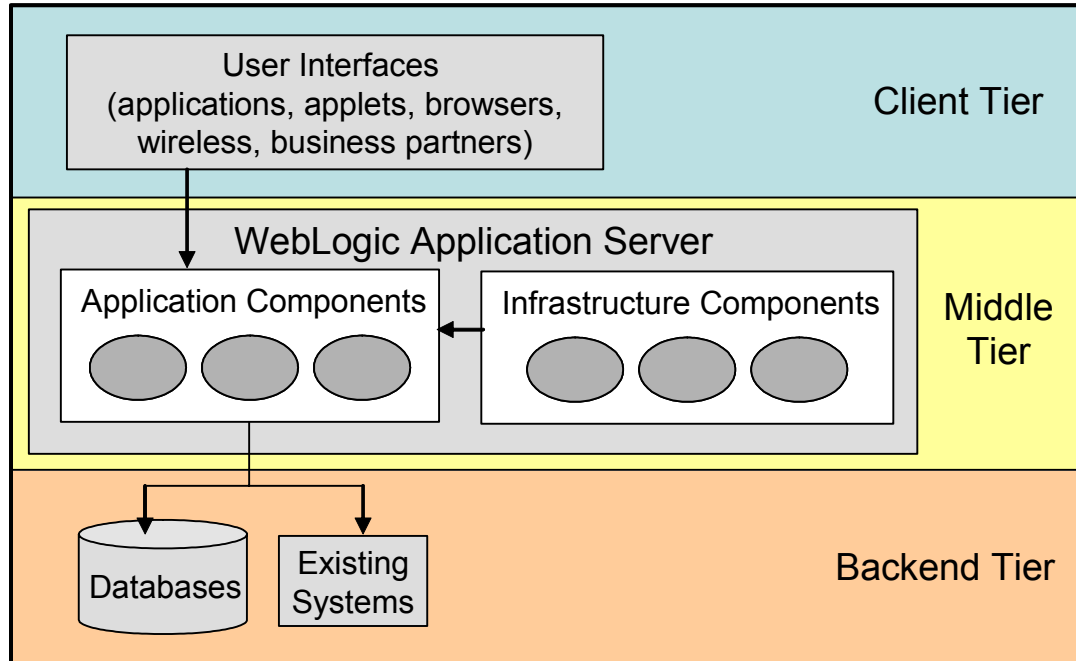 User Interfaces
(applications, applets, browsers,
wireless, business partners)
Client Tier
WebLogic Application Server
Application Components
Infrastructure Components
Middle
Tier
Databases
Existing
Systems
Backend Tier